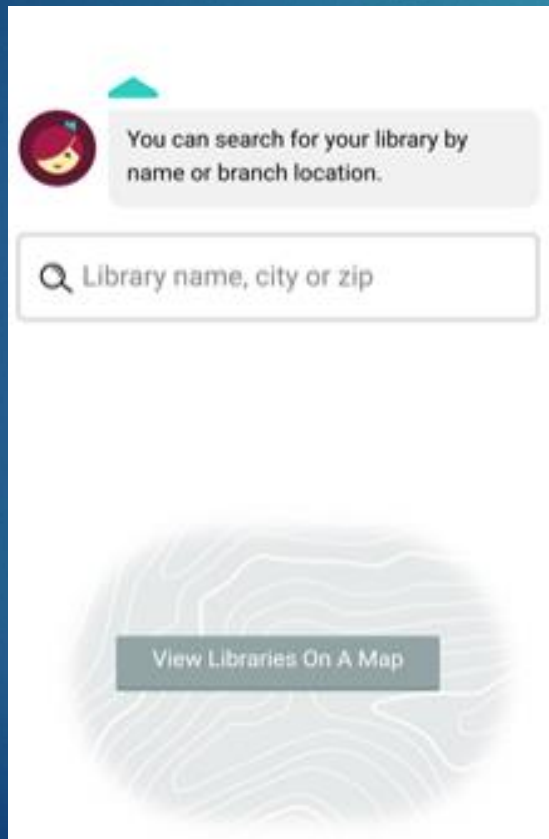 You can search for your library by
name or branch location.
Library name, city or zip
View Libraries On A Map